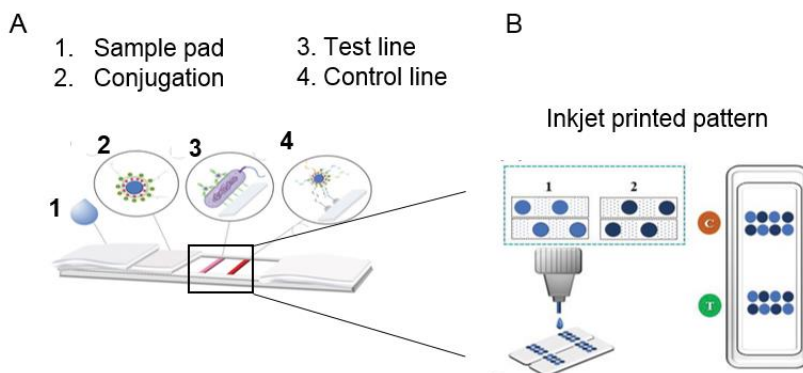 A
1. Sample pad
2. Conjugation
3. Test line
4. Control line
1
2
3
4
B
Inkjet printed pattern
1
2
C
T